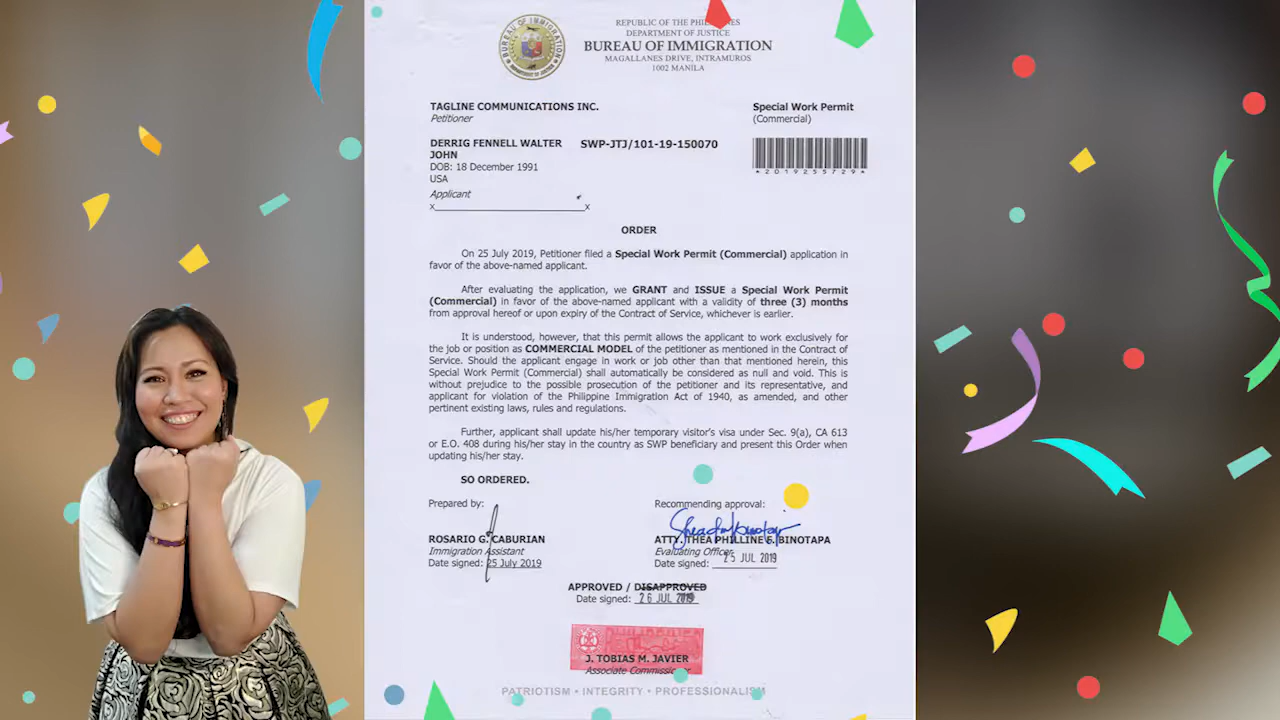 REPUBLIC OF THE PHILIPPINES
DEPARTMENT OF JUSTICE
BUREAU OF IMMIGRATION
MAGALLANES DRIVE, INTRAMUROS
1002 MANILA
TAGLINE COMMUNICATIONS INC.
Petitioner
Special Work Permit
(Commercial)
DERRIG FENNELL WALTER
JOHN
SWP-JTJ/101-19-150070
DOB: 18 December 1991
USA
Applicant
*2019255729*
x x
ORDER
On 25 July 2019, Petitioner filed a Special Work Permit (Commercial) application in
favor of the above-named applicant.
After evaluating the application, we GRANT and ISSUE a Special Work Permit
(Commercial) in favor of the above-named applicant with a validity of three (3) months
from approval hereof or upon expiry of the Contract of Service, whichever is earlier.
It is understood, however, that this permit allows the applicant to work exclusively for
the job or position as COMMERCIAL MODEL of the petitioner as mentioned in the Contract of
Service. Should the applicant engage in work or job other than that mentioned herein, this
Special Work Permit (Commercial) shall automatically be considered as null and void. This is
without prejudice to the possible prosecution of the petitioner and its representative, and
applicant for violation of the Philippine Immigration Act of 1940, as amended, and other
pertinent existing laws, rules and regulations.
Further, applicant shall update his/her temporary visitor's visa under Sec. 9(a), CA 613
or E.O. 408 during his/her stay in the country as SWP beneficiary and present this Order when
updating his/her stay.
SO ORDERED.
Prepared by:
ROSARIO G. CABURIAN
Immigration Assistant
Date signed: 25 July 2019
Recommending approval:
ATTY. THEA PHILLINE S. BINOTAPA
Evaluating Officer
Date signed: 25 JUL 2019
APPROVED / DISAPPROVED
Date signed: 26 JUL 2019
J. TOBIAS M. JAVIER
Associate Commissioner
PATRIOTISM • INTEGRITY • PROFESSIONALISM